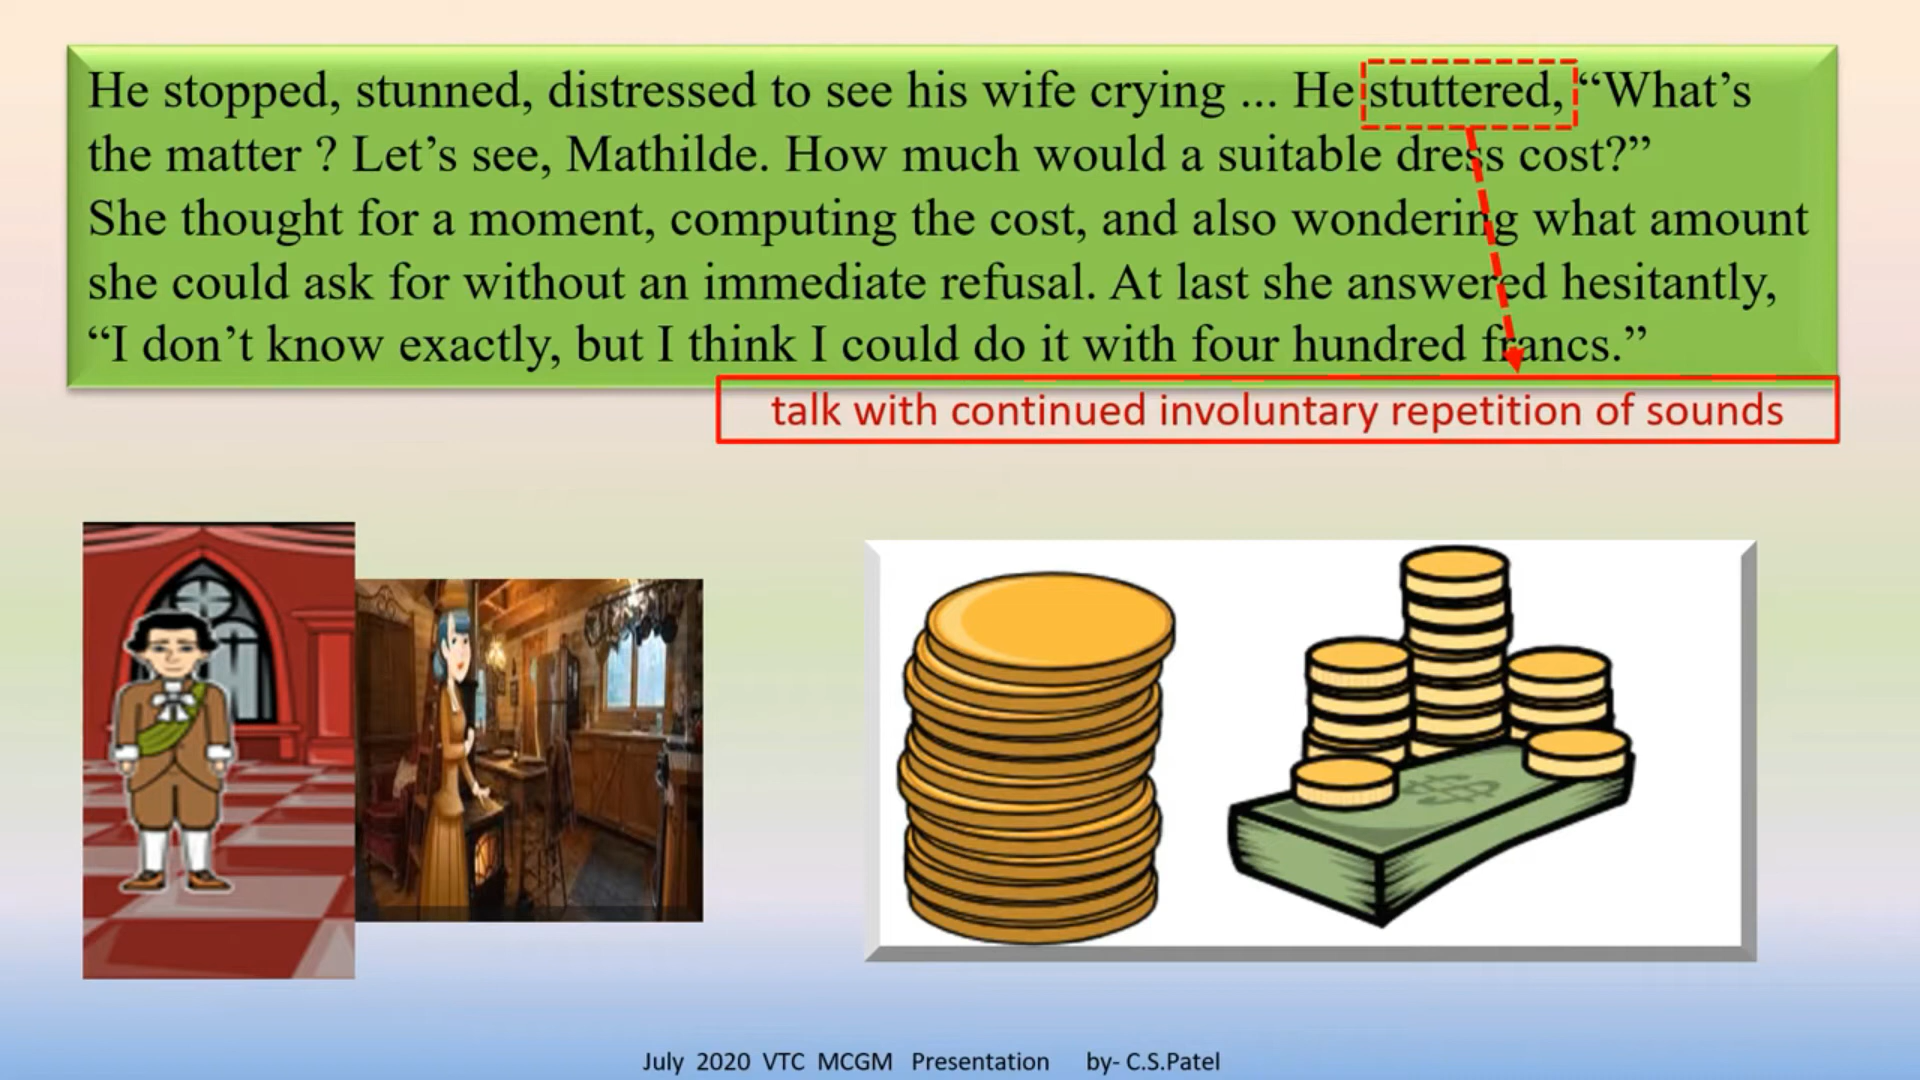 He stopped, stunned, distressed to see his wife crying ... He stuttered, “What’s
the matter ? Let’s see, Mathilde. How much would a suitable dress cost?”
She thought for a moment, computing the cost, and also wondering what amount
she could ask for without an immediate refusal. At last she answered hesitantly,
“I don’t know exactly, but I think I could do it with four hundred francs.”
talk with continued involuntary repetition of sounds
July 2020 VTC MCGM Presentation by- C.S.Patel